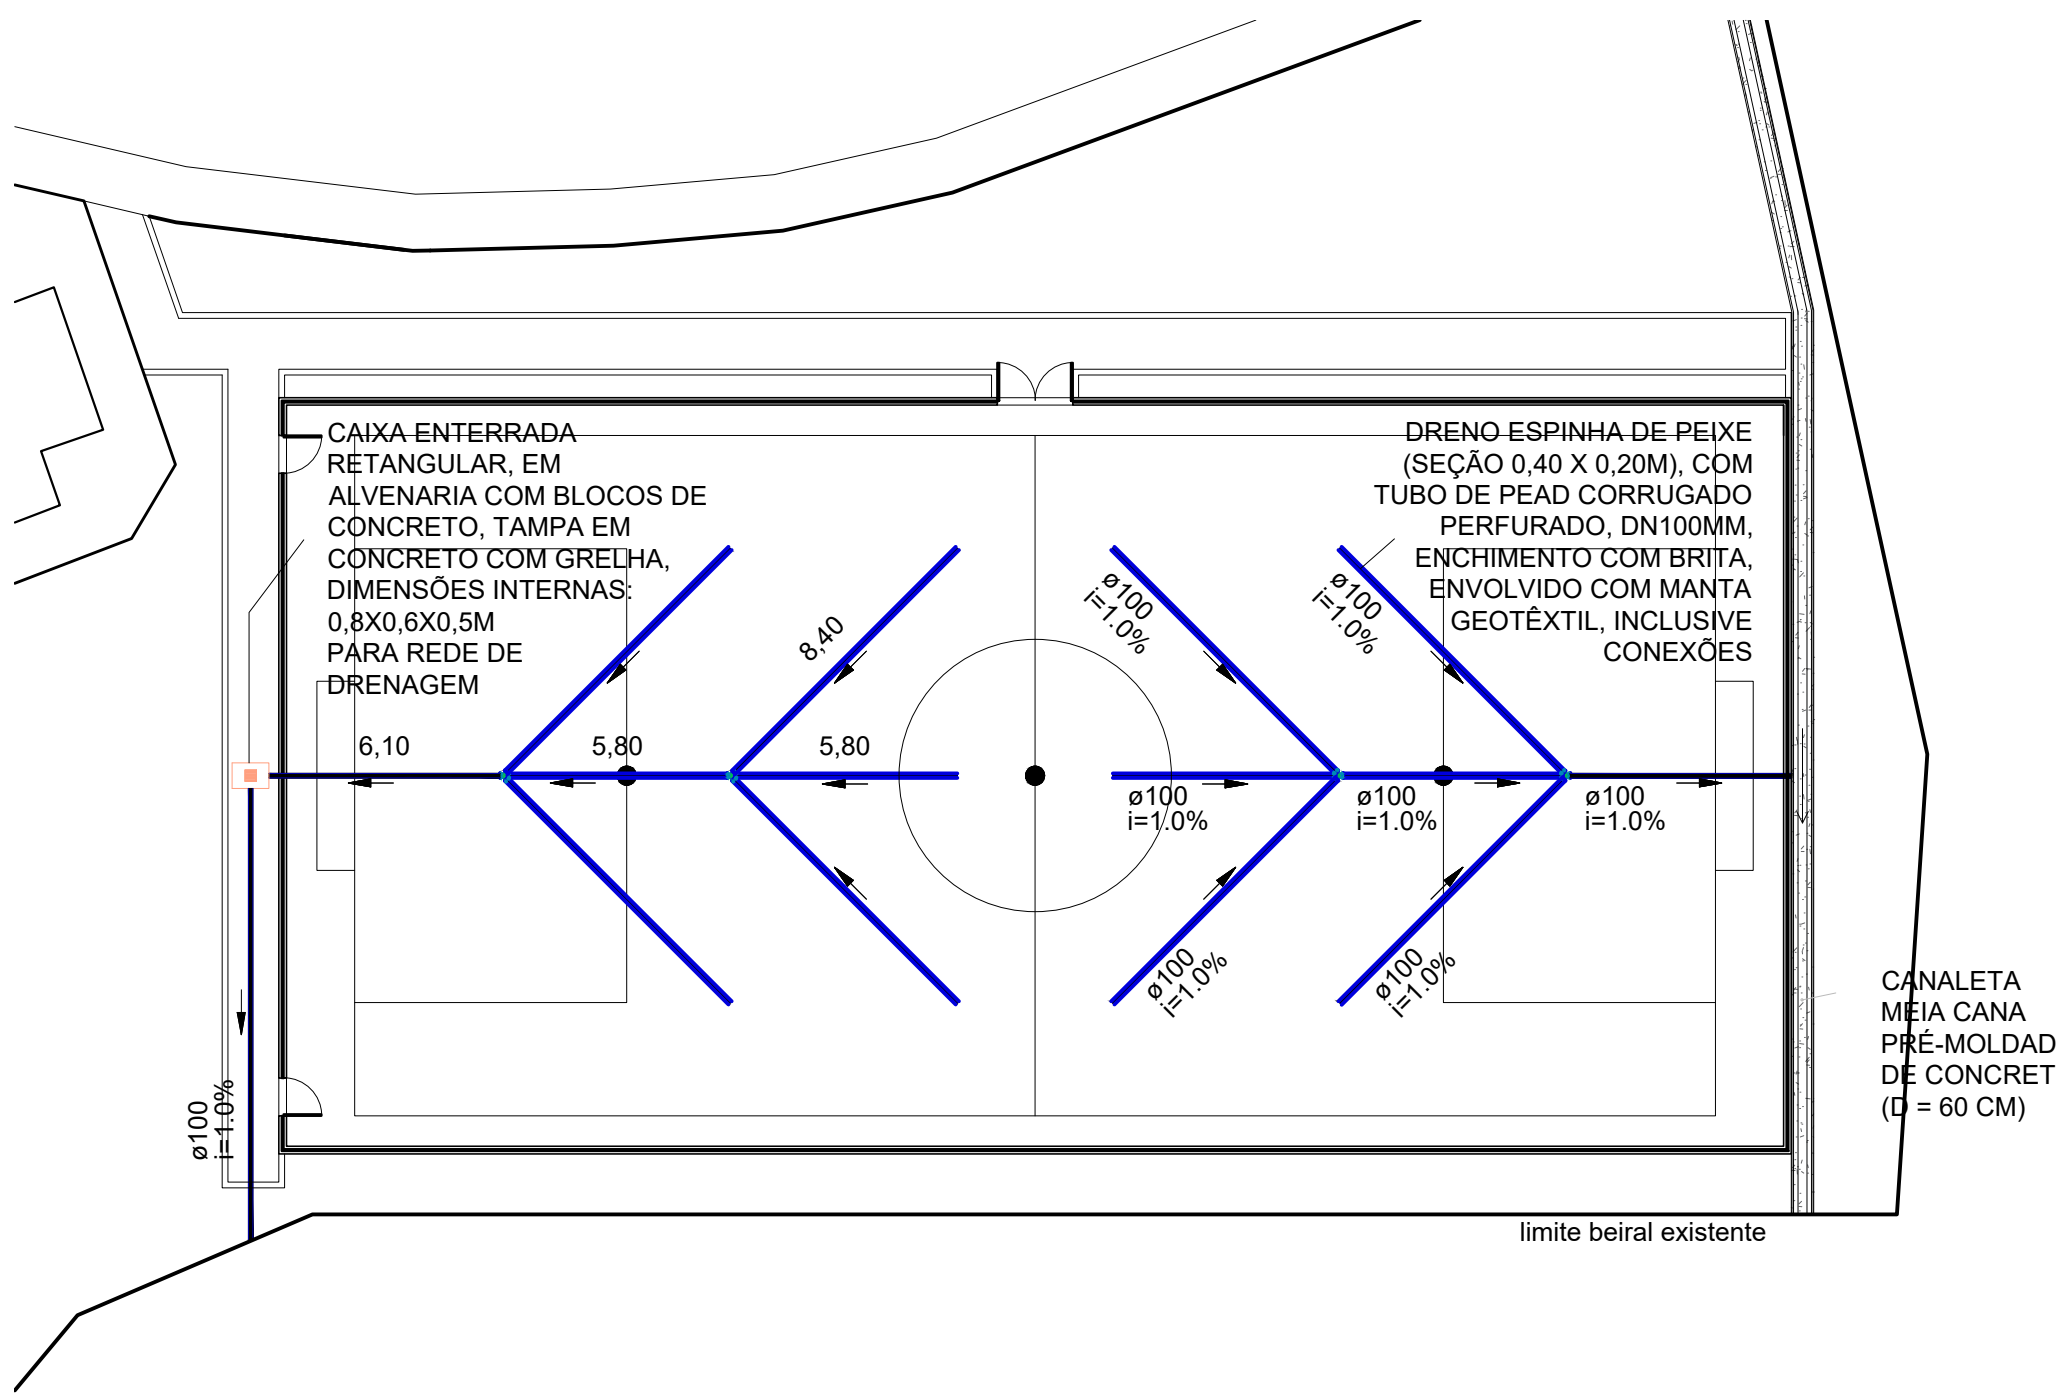 CAIXA ENTERRADA
RETANGULAR, EM
ALVENARIA COM BLOCOS DE
CONCRETO, TAMPA EM
CONCRETO COM GRELHA,
DIMENSÕES INTERNAS:
0,8X0,6X0,5M
PARA REDE DE
DRENAGEM
DRENO ESPINHA DE PEIXE
(SEÇÃO 0,40 X 0,20M), COM
TUBO DE PEAD CORRUGADO
PERFURADO, DN100MM,
ENCHIMENTO COM BRITA,
ENVOLVIDO COM MANTA
GEOTÊXTIL, INCLUSIVE
CONEXÕES
8,40
ø100
i=1.0%
ø100
i=1.0%
6,10
5,80
5,80
ø100
i=1.0%
ø100
i=1.0%
ø100
i=1.0%
ø100
i=1.0%
ø100
i=1.0%
ø100
i=1.0%
CANALETA
MEIA CANA
PRÉ-MOLDAD
DE CONCRET
(D = 60 CM)
limite beiral existente